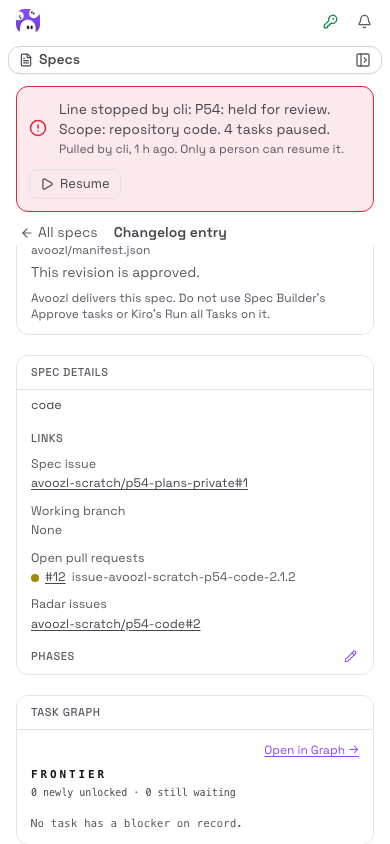 Specs
Line stopped by cli: P54: held for review.
Scope: repository code. 4 tasks paused.
Pulled by cli, 1 h ago. Only a person can resume it.
Resume
← All specs Changelog entry
avoozl/manifest.json
This revision is approved.
Avoozl delivers this spec. Do not use Spec Builder's
Approve tasks or Kiro's Run all Tasks on it.
SPEC DETAILS
code
LINKS
Spec issue
avoozl-scratch/p54-plans-private#1
Working branch
None
Open pull requests
#12 issue-avoozl-scratch-p54-code-2.1.2
Radar issues
avoozl-scratch/p54-code#2
PHASES
TASK GRAPH
Open in Graph →
FRONTIER
0 newly unlocked · 0 still waiting
No task has a blocker on record.